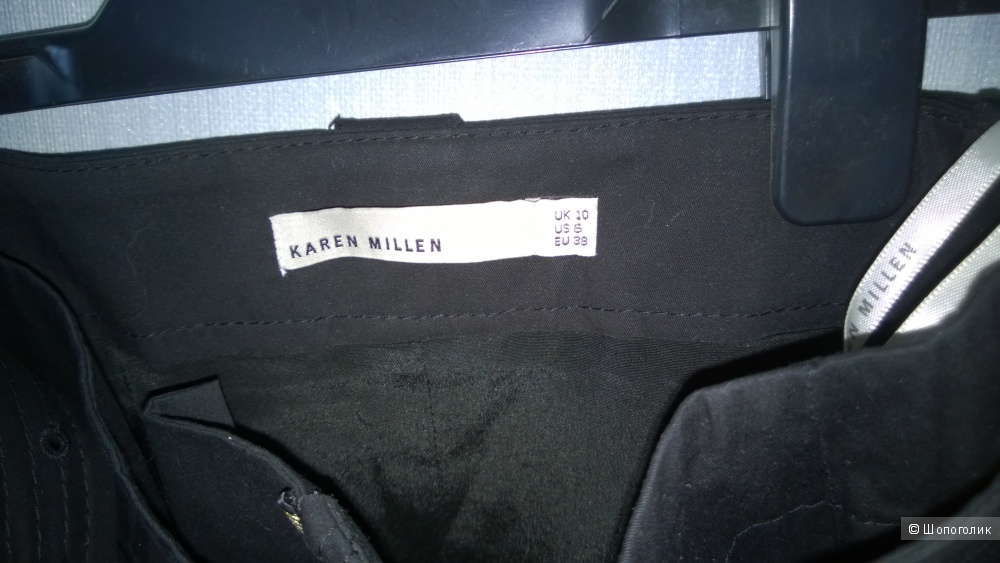 KAREN MILLEN
UK 10
US 6
EU 38
MILLEN
© Шопоголик